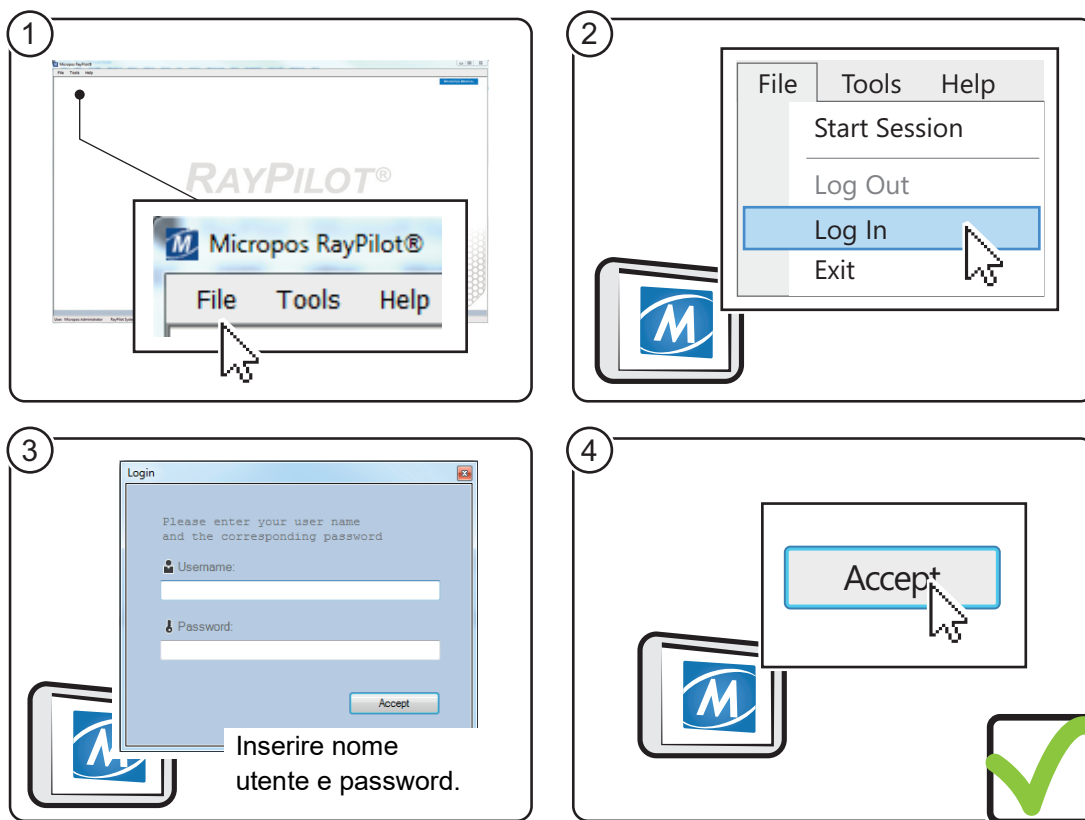 1
Micropos RayPilot®
File Tools Help
RAYPILOT®
Micropos RayPilot®
File Tools Help
2
File Tools Help
Start Session
Log Out
Log In
Exit
M
3
Login
Please enter your user name
and the corresponding password
Username:
Password:
Accept
M
Inserire nome
utente e password.
4
Accept
M